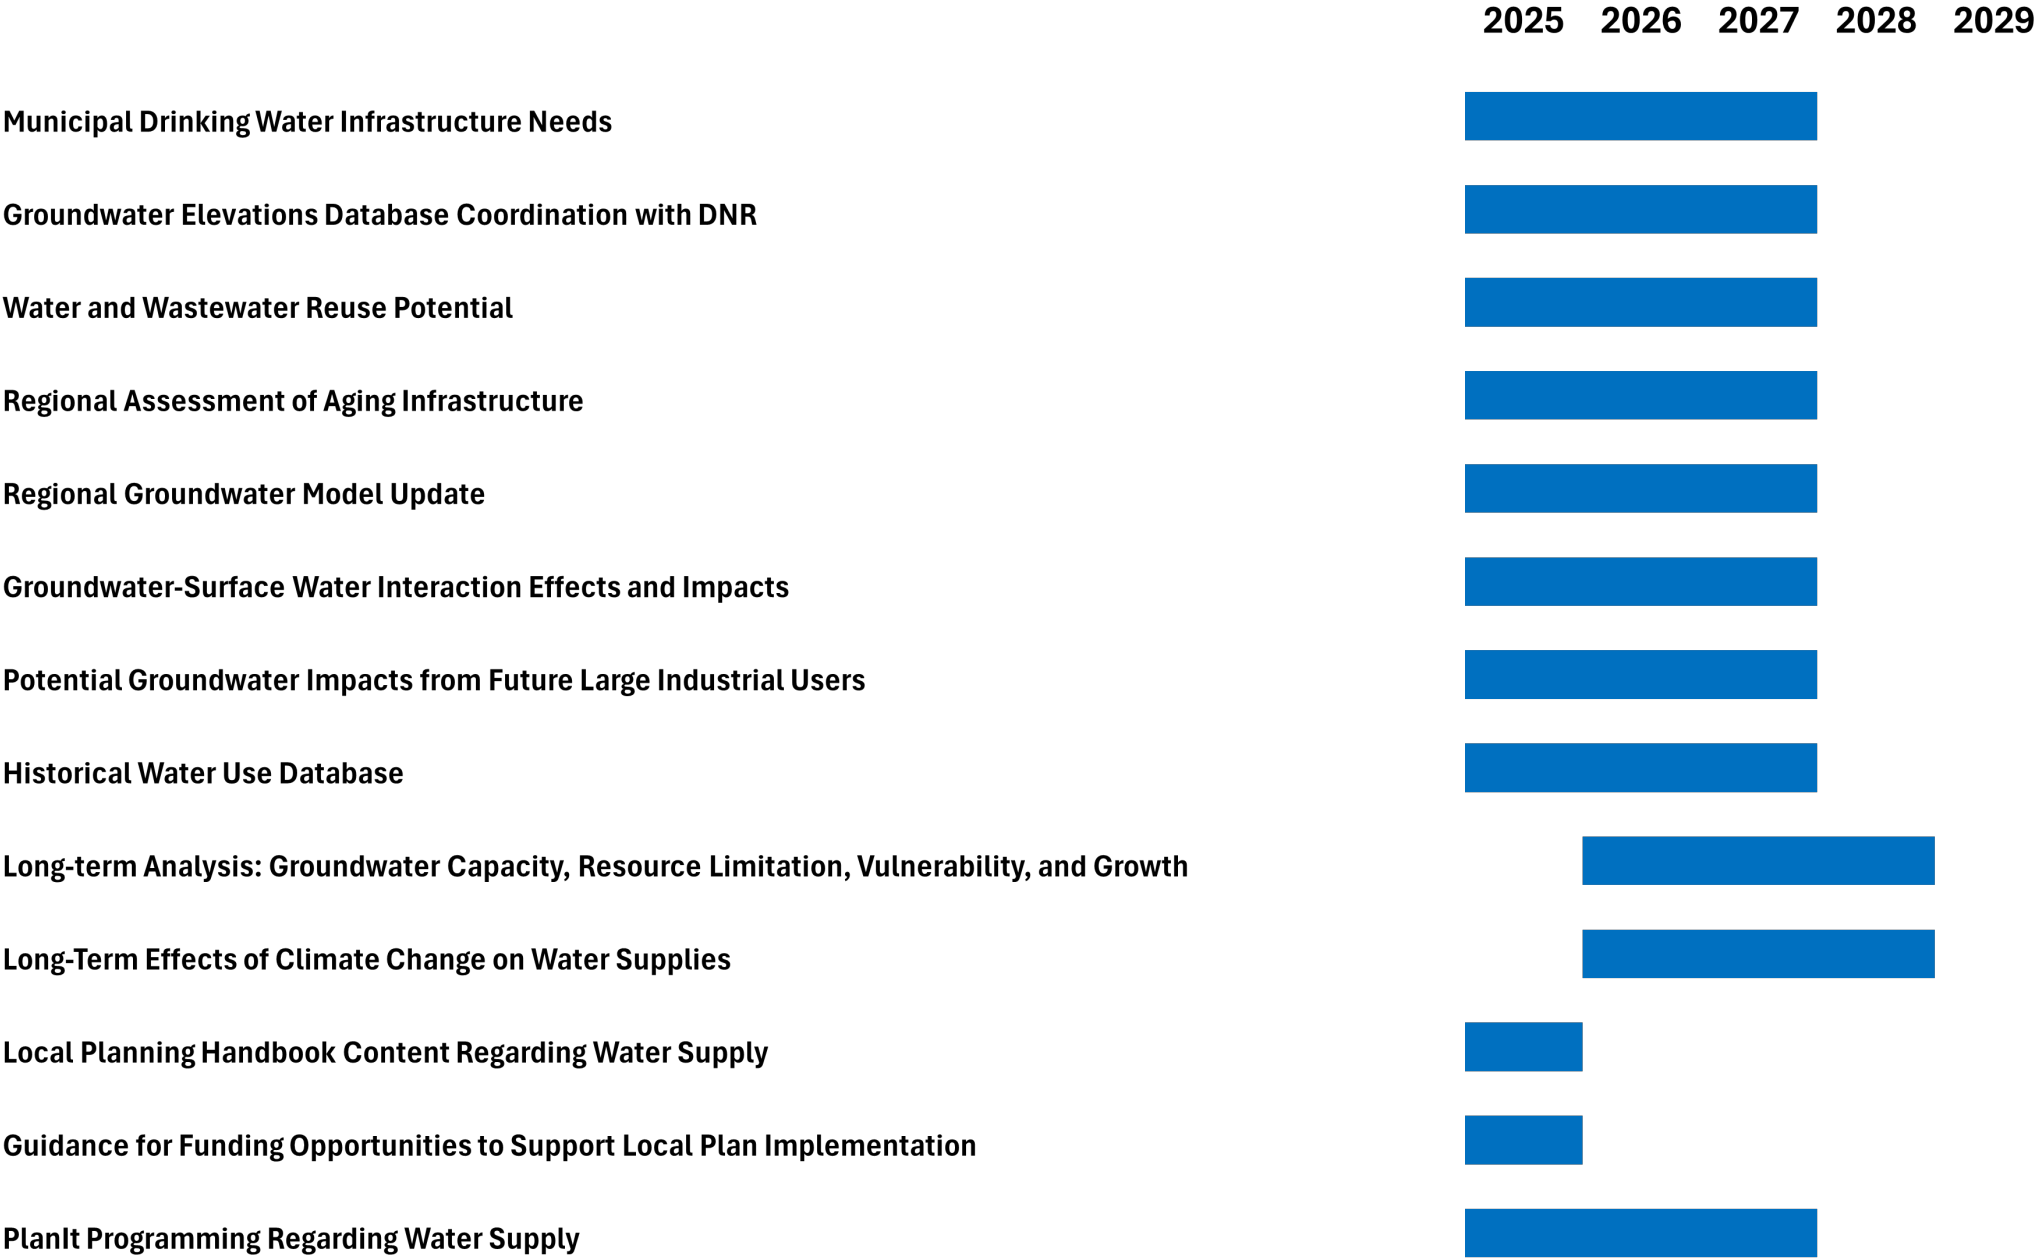 2025 2026 2027 2028 2029
Municipal Drinking Water Infrastructure Needs
Groundwater Elevations Database Coordination with DNR
Water and Wastewater Reuse Potential
Regional Assessment of Aging Infrastructure
Regional Groundwater Model Update
Groundwater-Surface Water Interaction Effects and Impacts
Potential Groundwater Impacts from Future Large Industrial Users
Historical Water Use Database
Long-term Analysis: Groundwater Capacity, Resource Limitation, Vulnerability, and Growth
Long-Term Effects of Climate Change on Water Supplies
Local Planning Handbook Content Regarding Water Supply
Guidance for Funding Opportunities to Support Local Plan Implementation
PlanIt Programming Regarding Water Supply